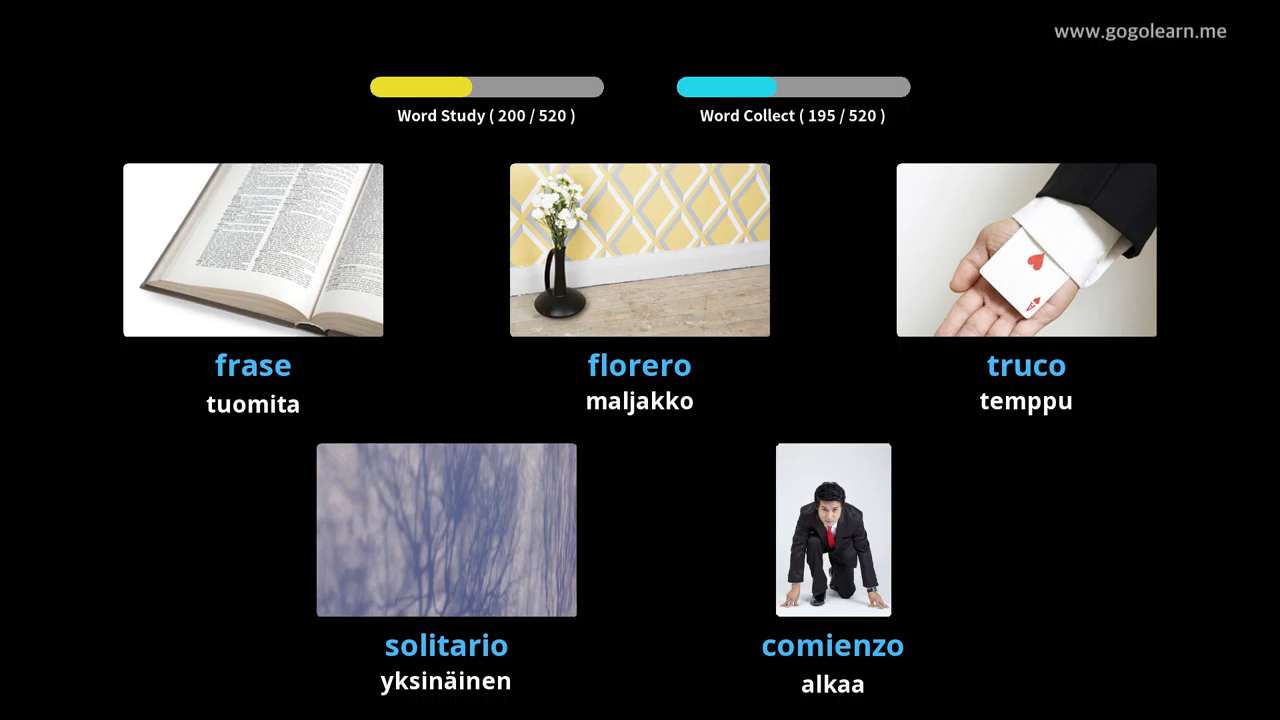 www.gogolearn.me
Word Study ( 200 / 520 )
Word Collect ( 195 / 520 )
frase
tuomita
florero
maljakko
truco
temppu
solitario
yksinäinen
comienzo
alkaa